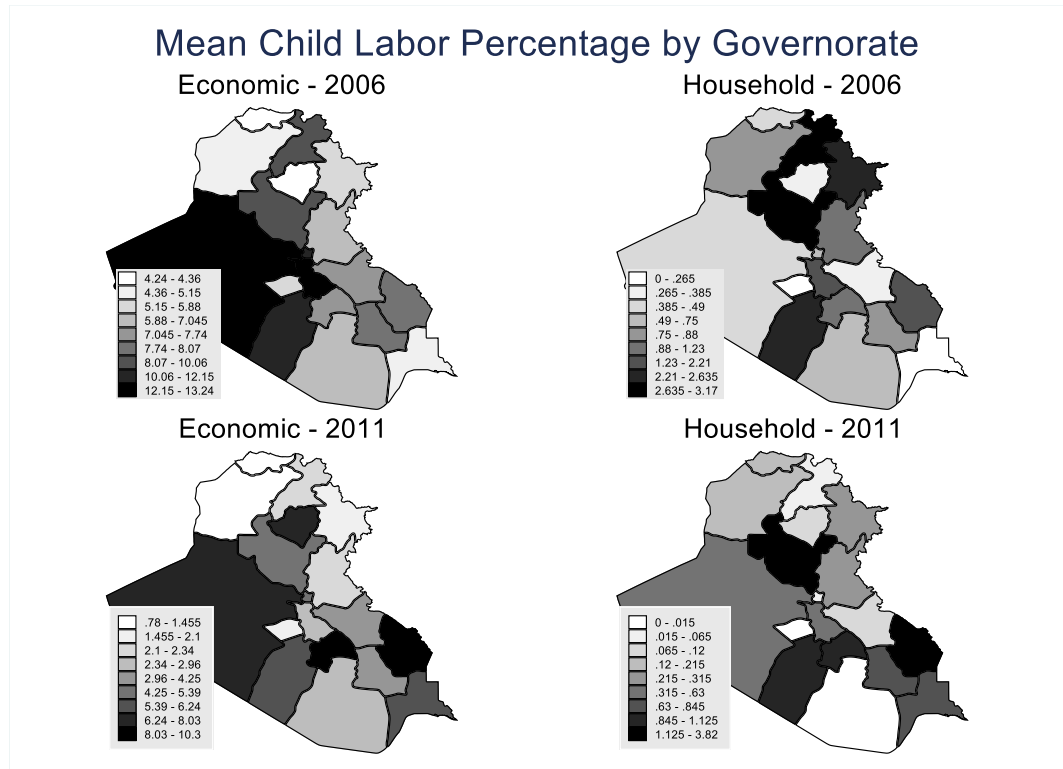 Mean Child Labor Percentage by Governorate
Economic - 2006
4.24 - 4.36
4.36 - 5.15
5.15 - 5.88
5.88 - 7.045
7.045 - 7.74
7.74 - 8.07
8.07 - 10.06
10.06 - 12.15
12.15 - 13.24
Household - 2006
0 - .265
.265 - .385
.385 - .49
.49 - .75
.75 - .88
.88 - 1.23
1.23 - 2.21
2.21 - 2.635
2.635 - 3.17
Economic - 2011
.78 - 1.455
1.455 - 2.1
2.1 - 2.34
2.34 - 2.96
2.96 - 4.25
4.25 - 5.39
5.39 - 6.24
6.24 - 8.03
8.03 - 10.3
Household - 2011
0 - .015
.015 - .065
.065 - .12
.12 - .215
.215 - .315
.315 - .63
.63 - .845
.845 - 1.125
1.125 - 3.82